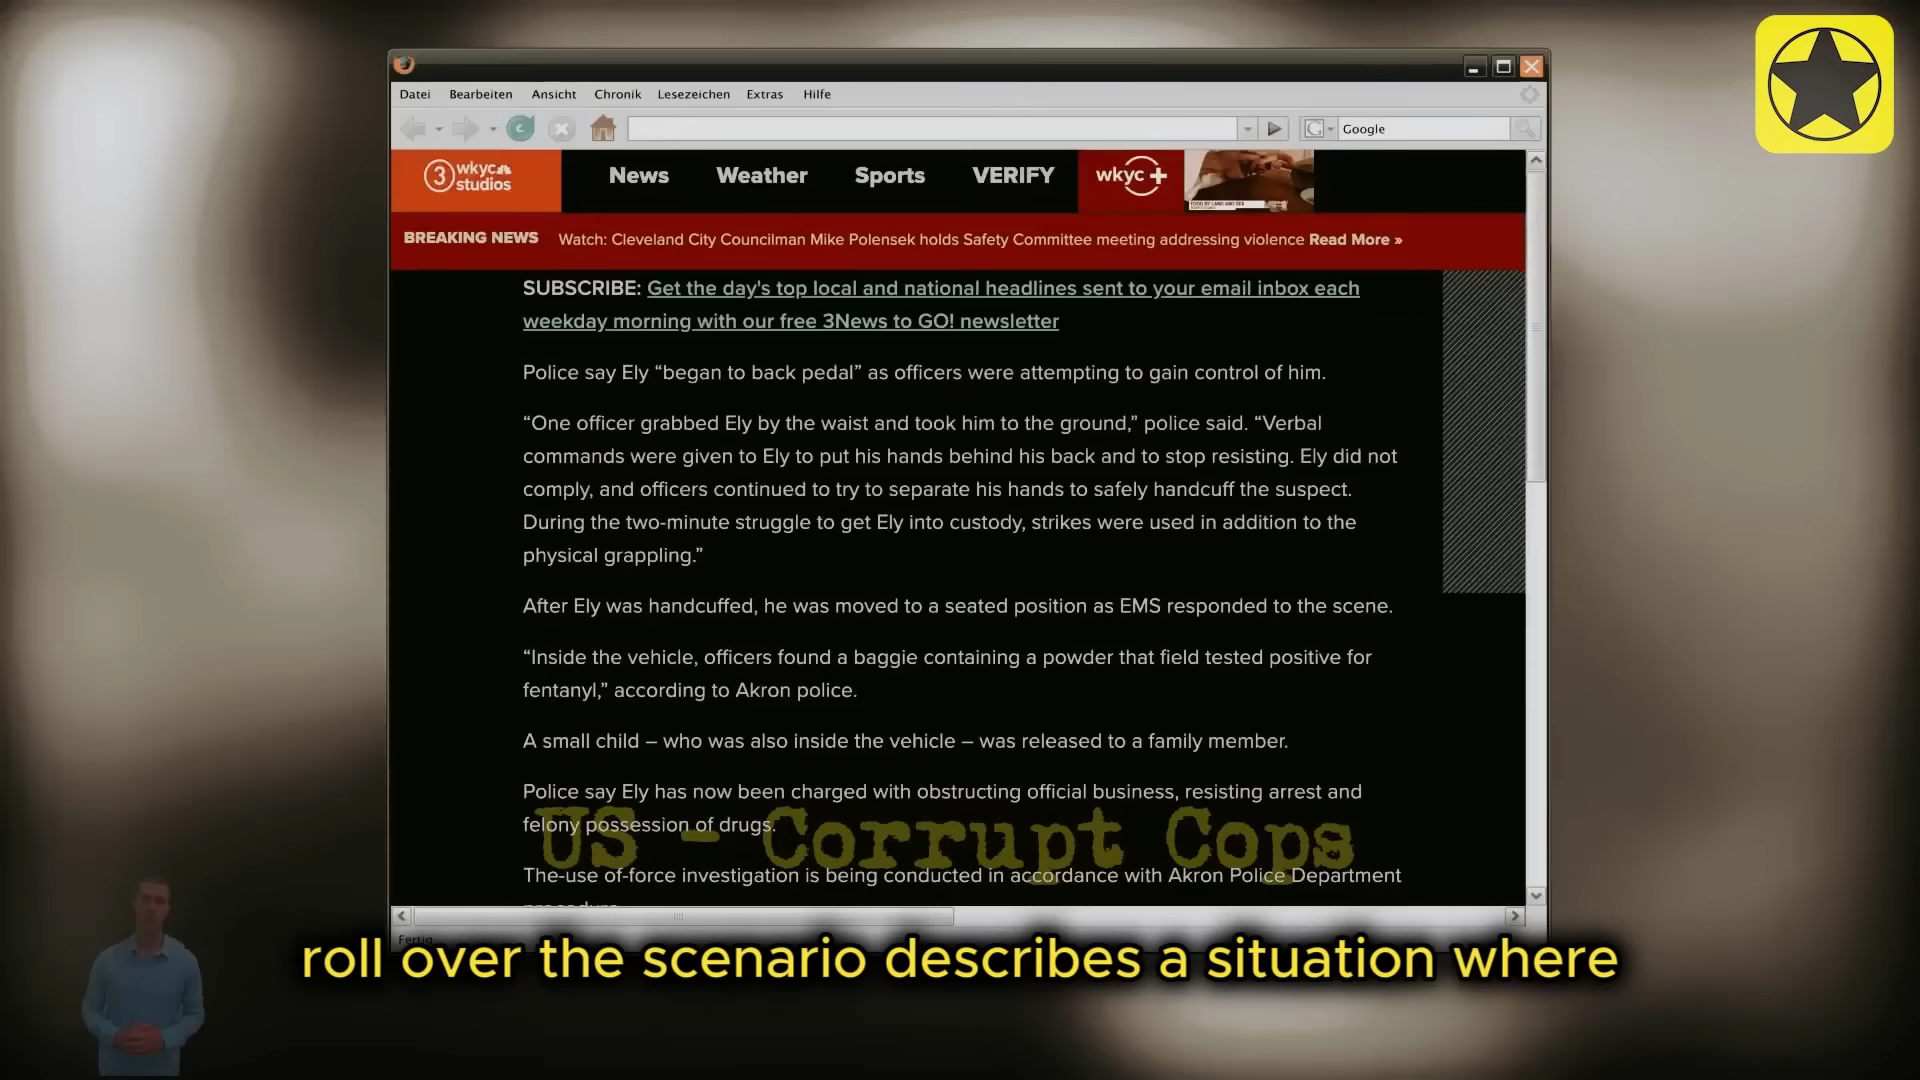 Datei Bearbeiten Ansicht Chronik Lesezeichen Extras Hilfe
G Google
3 wkyc studios News Weather Sports VERIFY wkyc+
FOOD BY LAND AND SEA
BREAKING NEWS Watch: Cleveland City Councilman Mike Polensek holds Safety Committee meeting addressing violence Read More »
SUBSCRIBE: Get the day's top local and national headlines sent to your email inbox each
weekday morning with our free 3News to GO! newsletter
Police say Ely “began to back pedal” as officers were attempting to gain control of him.
“One officer grabbed Ely by the waist and took him to the ground,” police said. “Verbal
commands were given to Ely to put his hands behind his back and to stop resisting. Ely did not
comply, and officers continued to try to separate his hands to safely handcuff the suspect.
During the two-minute struggle to get Ely into custody, strikes were used in addition to the
physical grappling.”
After Ely was handcuffed, he was moved to a seated position as EMS responded to the scene.
“Inside the vehicle, officers found a baggie containing a powder that field tested positive for
fentanyl,” according to Akron police.
A small child – who was also inside the vehicle – was released to a family member.
Police say Ely has now been charged with obstructing official business, resisting arrest and
felony possession of drugs.
US - Corrupt Cops
The-use of-force investigation is being conducted in accordance with Akron Police Department
Fertig
roll over the scenario describes a situation where